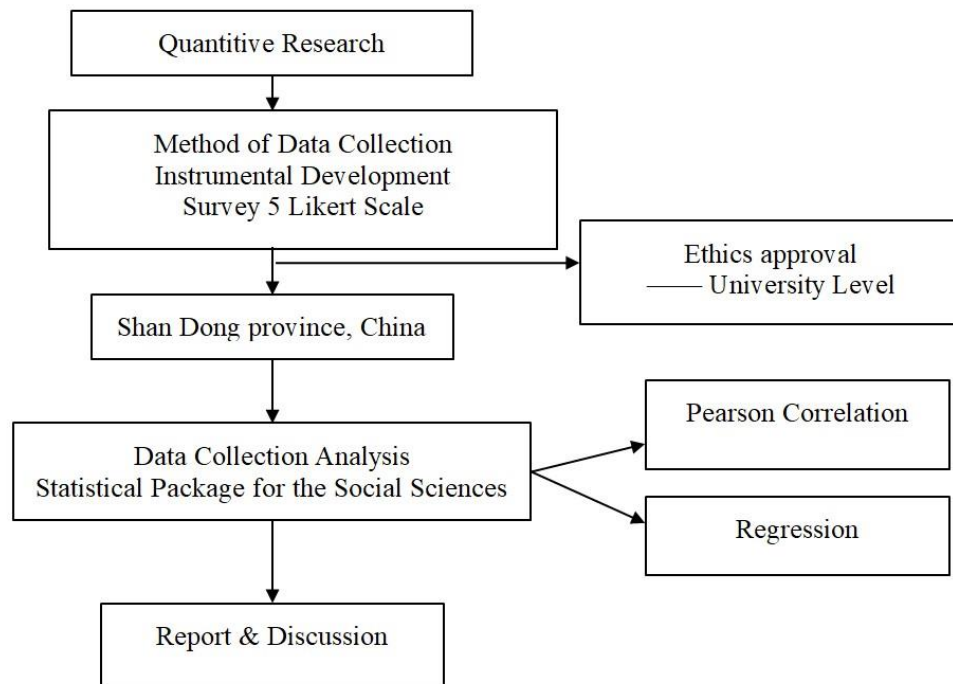 Quantitive Research
Method of Data Collection
Instrumental Development
Survey 5 Likert Scale
Ethics approval
—— University Level
Shan Dong province, China
Pearson Correlation
Data Collection Analysis
Statistical Package for the Social Sciences
Regression
Report & Discussion